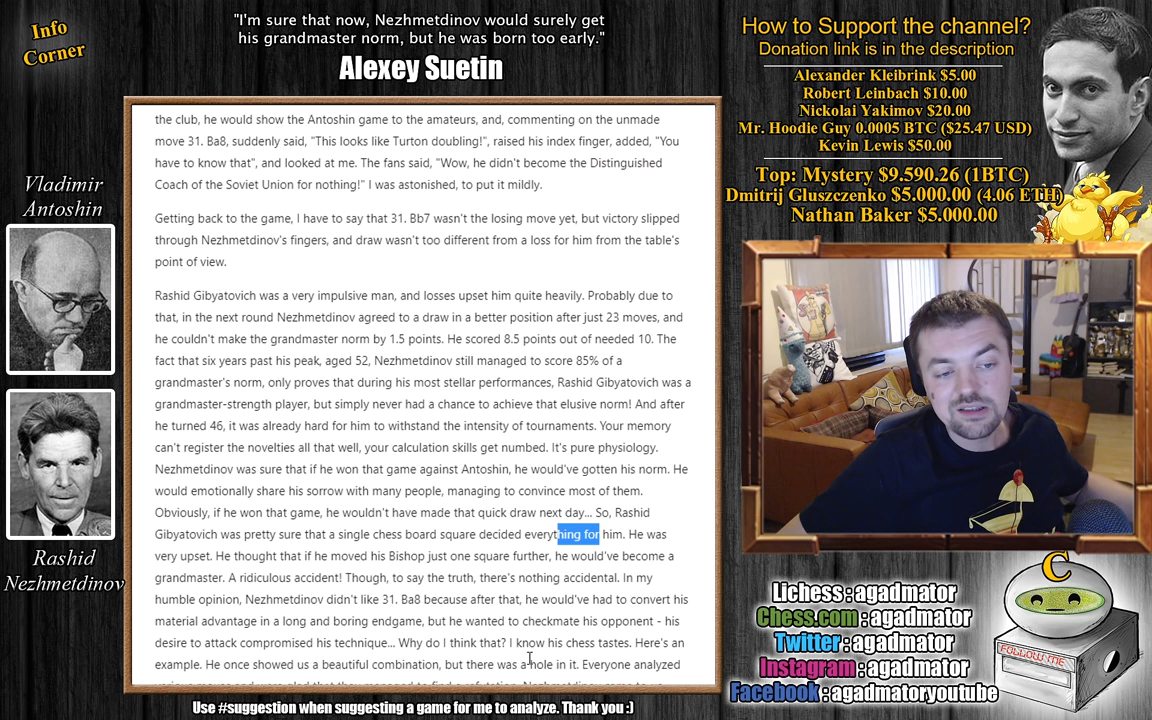 Info
Corner
"I'm sure that now, Nezhmetdinov would surely get
his grandmaster norm, but he was born too early."
Alexey Suetin
Vladimir
Antoshin
Rashid
Nezhmetdinov
the club, he would show the Antoshin game to the amateurs, and, commenting on the unmade
move 31. Ba8, suddenly said, "This looks like Turton doubling!", raised his index finger, added, "You
have to know that", and looked at me. The fans said, "Wow, he didn't become the Distinguished
Coach of the Soviet Union for nothing!" I was astonished, to put it mildly.
Getting back to the game, I have to say that 31. Bb7 wasn't the losing move yet, but victory slipped
through Nezhmetdinov's fingers, and draw wasn't too different from a loss for him from the table's
point of view.
Rashid Gibyatovich was a very impulsive man, and losses upset him quite heavily. Probably due to
that, in the next round Nezhmetdinov agreed to a draw in a better position after just 23 moves, and
he couldn't make the grandmaster norm by 1.5 points. He scored 8.5 points out of needed 10. The
fact that six years past his peak, aged 52, Nezhmetdinov still managed to score 85% of a
grandmaster's norm, only proves that during his most stellar performances, Rashid Gibyatovich was a
grandmaster-strength player, but simply never had a chance to achieve that elusive norm! And after
he turned 46, it was already hard for him to withstand the intensity of tournaments. Your memory
can't register the novelties all that well, your calculation skills get numbed. It's pure physiology.
Nezhmetdinov was sure that if he won that game against Antoshin, he would've gotten his norm. He
would emotionally share his sorrow with many people, managing to convince most of them.
Obviously, if he won that game, he wouldn't have made that quick draw next day... So, Rashid
Gibyatovich was pretty sure that a single chess board square decided everything for him. He was
very upset. He thought that if he moved his Bishop just one square further, he would've become a
grandmaster. A ridiculous accident! Though, to say the truth, there's nothing accidental. In my
humble opinion, Nezhmetdinov didn't like 31. Ba8 because after that, he would've had to convert his
material advantage in a long and boring endgame, but he wanted to checkmate his opponent - his
desire to attack compromised his technique... Why do I think that? I know his chess tastes. Here's an
example. He once showed us a beautiful combination, but there was a hole in it. Everyone analyzed
Use #suggestion when suggesting a game for me to analyze. Thank you :)
How to Support the channel?
Donation link is in the description
Alexander Kleibrink $5.00
Robert Leinbach $10.00
Nickolai Yakimov $20.00
Mr. Hoodie Guy 0.0005 BTC ($25.47 USD)
Kevin Lewis $50.00
Top: Mystery $9.590.26 (1BTC)
Dmitrij Gluszczenko $5.000.00 (4.06 ETH)
Nathan Baker $5.000.00
Lichess : agadmator
Chess.com : agadmator
Twitter : agadmator
Instagram : agadmator
Facebook : agadmatoryoutube
C
FOLLOW ME